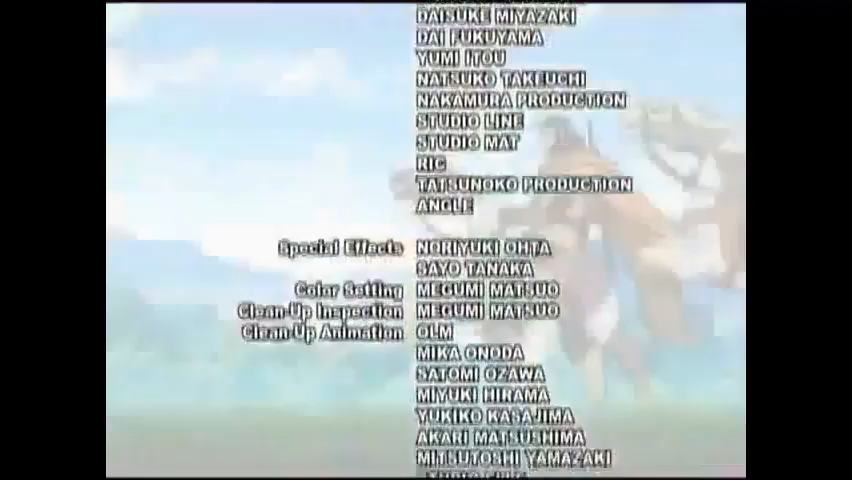 DAISUKE MIYAZAKI
DAI FUKUYAMA
YUMI ITOU
NATSUKO TAKEUCHI
NAKAMURA PRODUCTION
STUDIO LINE
STUDIO MAT
RIC
TATSUNOKO PRODUCTION
ANGLE
Special Effects NORIYUKI OHTA
SAYO TANAKA
Color Setting MEGUMI MATSUO
Clean-Up Inspection MEGUMI MATSUO
Clean-Up Animation OLM
MIKA ONODA
SATOMI OZAWA
MIYUKI HIRAMA
YUKIKO KASAJIMA
AKARI MATSUSHIMA
MITSUTOSHI YAMAZAKI